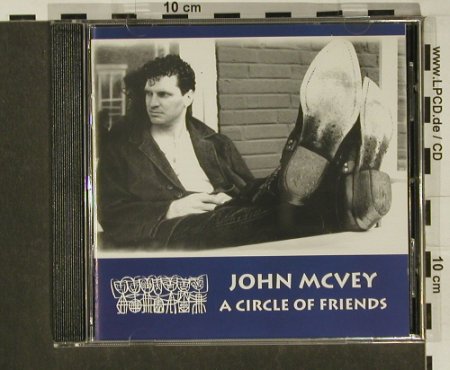 10 cm
www.LPCD.de / CD
10 cm
JOHN MCVEY
A CIRCLE OF FRIENDS